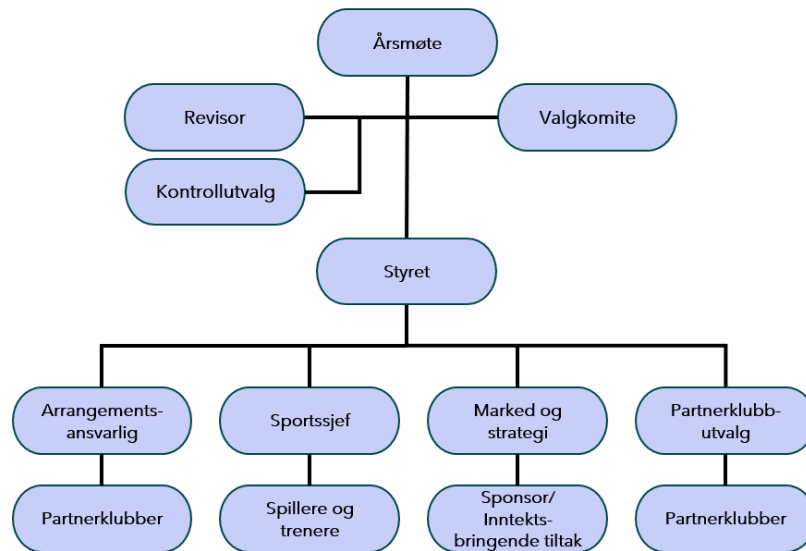 Årsmøte
Revisor
Valgkomite
Kontrollutvalg
Styret
Arrangements-
ansvarlig
Sportssjef
Marked og
strategi
Partnerklubb-
utvalg
Partnerklubber
Spillere og
trenere
Sponsor/
Inntekts-
bringende tiltak
Partnerklubber